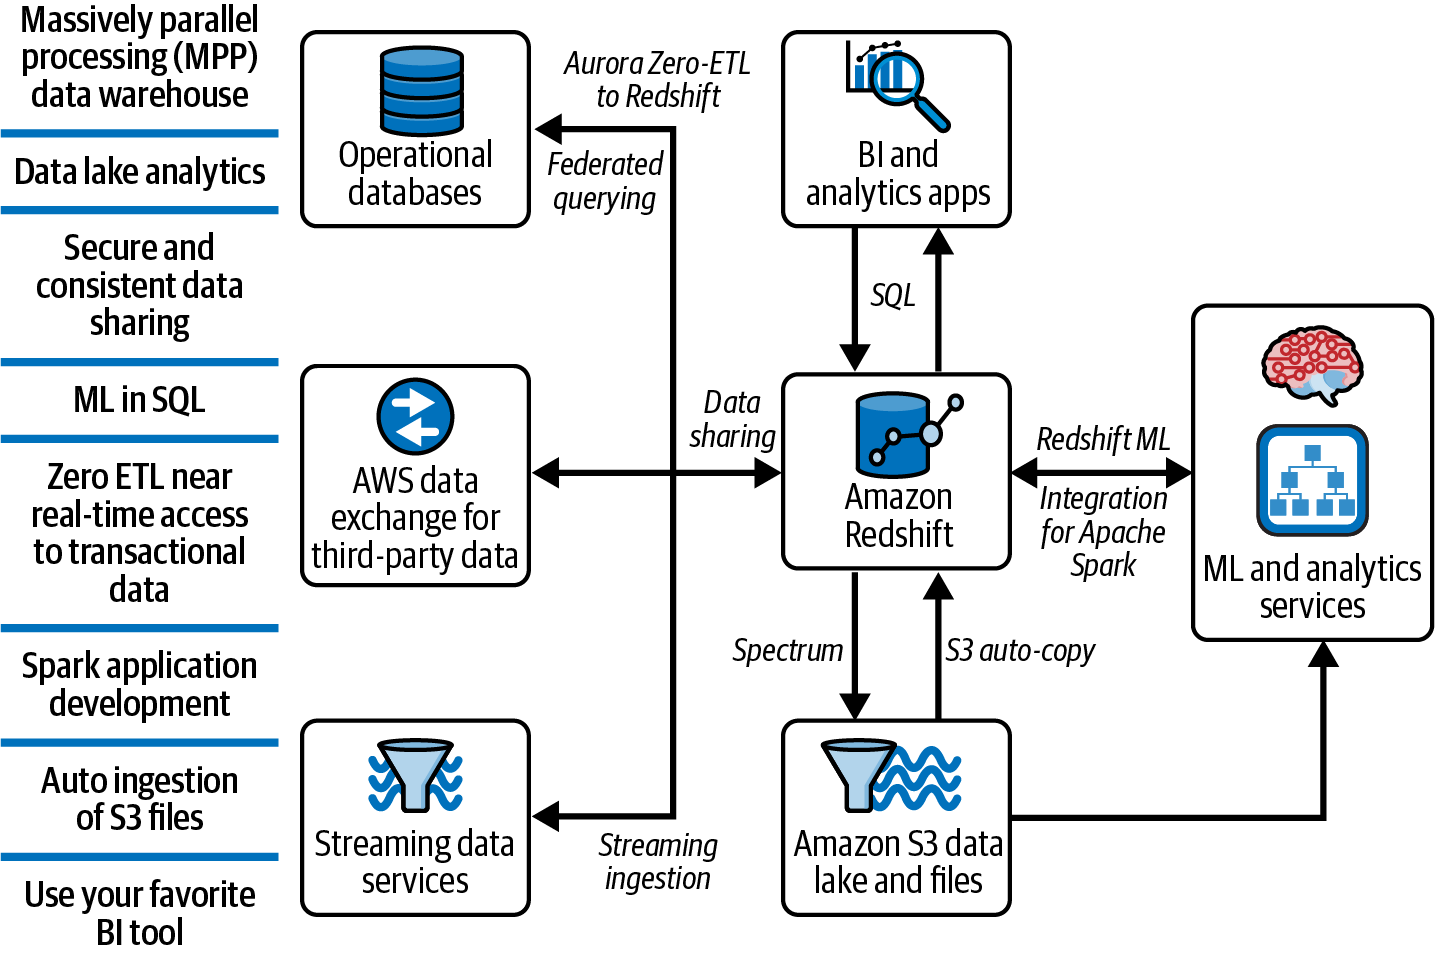 Massively parallel
processing (MPP)
data warehouse
Data lake analytics
Secure and
consistent data
sharing
ML in SQL
Zero ETL near
real-time access
to transactional
data
Spark application
development
Auto ingestion
of S3 files
Use your favorite
BI tool
Operational
databases
Aurora Zero-ETL
to Redshift
Federated
querying
BI and
analytics apps
SQL
AWS data
exchange for
third-party data
Data
sharing
Amazon
Redshift
Redshift ML
Integration
for Apache
Spark
ML and analytics
services
Spectrum
S3 auto-copy
Streaming data
services
Streaming
ingestion
Amazon S3 data
lake and files